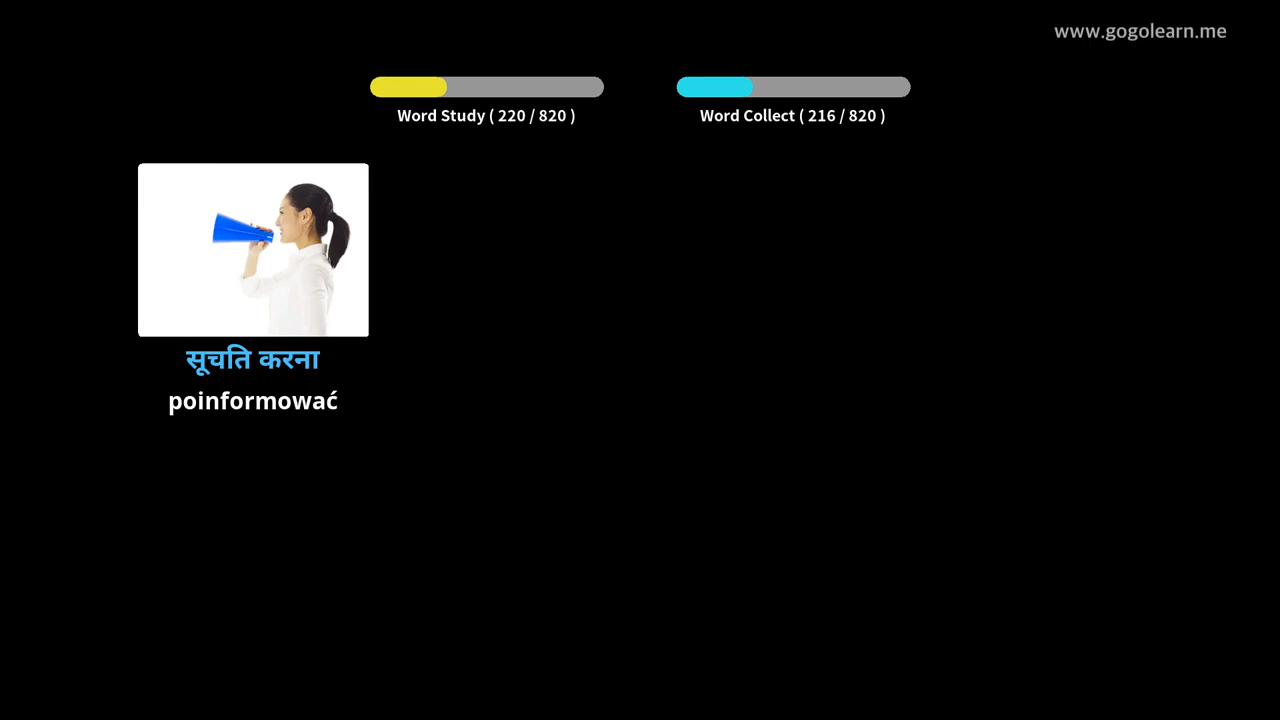 www.gogolearn.me
Word Study ( 220 / 820 )
Word Collect ( 216 / 820 )
सूचति करना
poinformować